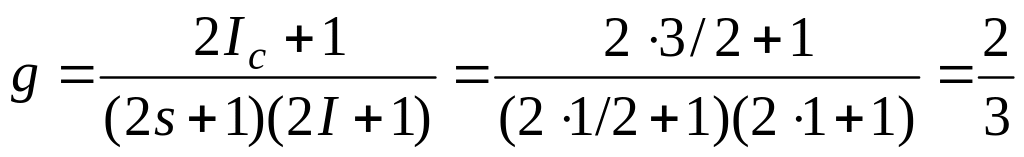 g = (2I_c + 1)/((2s + 1)(2I + 1)) = (2 · 3/2 + 1)/((2 · 1/2 + 1)(2 · 1 + 1)) = 2/3